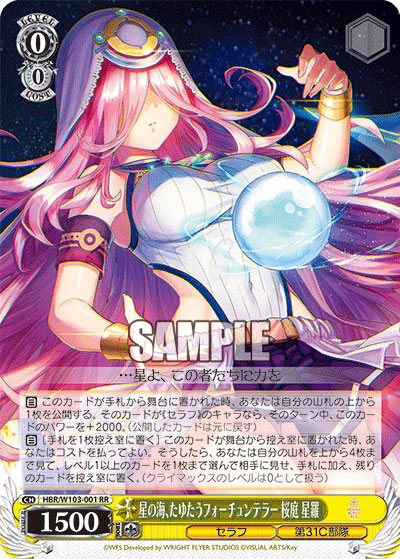 LEVEL
0
0
COST
SAMPLE
…星よ、この者たちに力を
自 このカードが手札から舞台に置かれた時、あなたは自分の山札の上から
1枚を公開する。そのカードが《セラフ》のキャラなら、そのターン中、このカー
ドのパワーを+2000。(公開したカードは元に戻す)
自 [手札を1枚控え室に置く] このカードが舞台から控え室に置かれた時、あ
なたはコストを払ってよい。そうしたら、あなたは自分の山札の上から4枚ま
で見て、レベル1以上のカードを1枚まで選んで相手に見せ、手札に加え、残り
のカードを控え室に置く。(クライマックスのレベルは0として扱う)
CH HBR/W103-001 RR
星の海、たゆたうフォーチュンテラー 桜庭 星羅
1500
セラフ
第31C部隊
©WFS Developed by WRIGHT FLYER STUDIOS ©VISUAL ARTS/Key